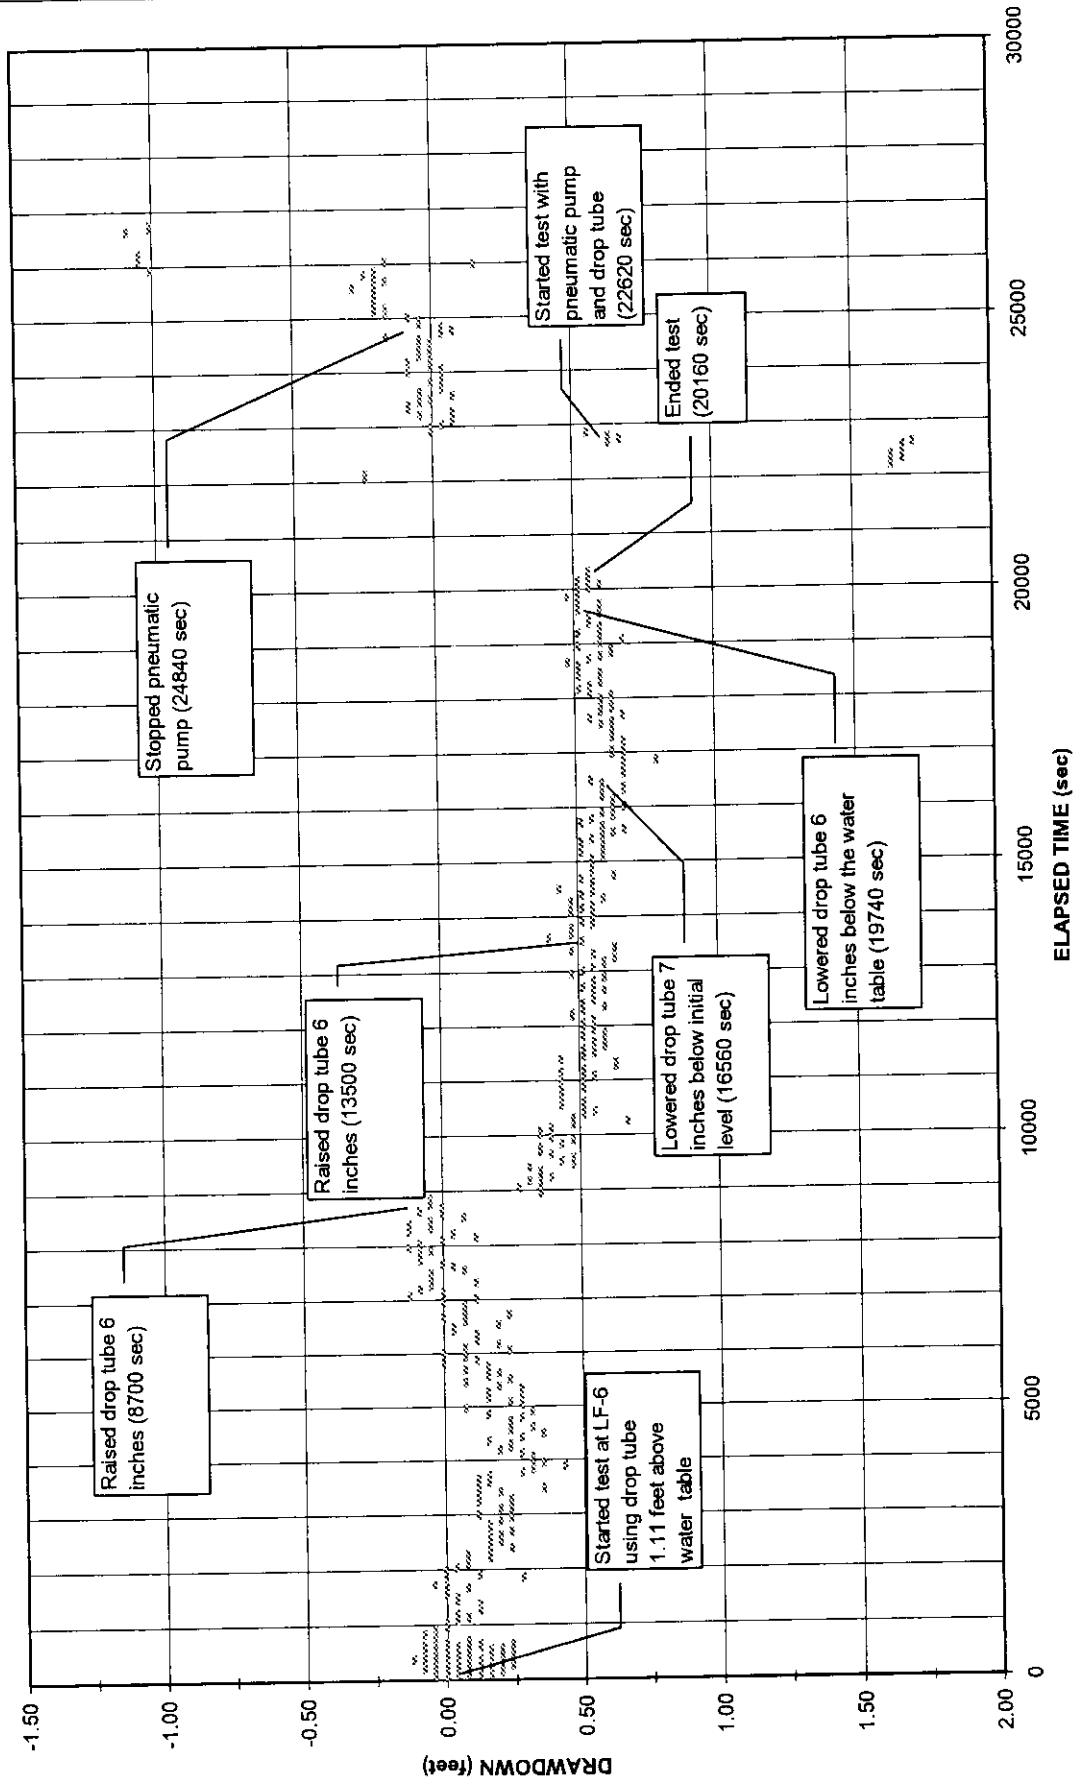 -1.50
-1.00
-0.50
0.00
0.50
1.00
1.50
2.00
DRAWDOWN (feet)
Raised drop tube 6
inches (8700 sec)
Started test at LF-6
using drop tube
1.11 feet above
water table
Raised drop tube 6
inches (13500 sec)
Lowered drop tube 7
inches below initial
level (16560 sec)
Stopped pneumatic
pump (24840 sec)
Lowered drop tube 6
inches below the water
table (19740 sec)
Ended test
(20160 sec)
Started test with
pneumatic pump
and drop tube
(22620 sec)
0
5000
10000
15000
20000
25000
30000
ELAPSED TIME (sec)